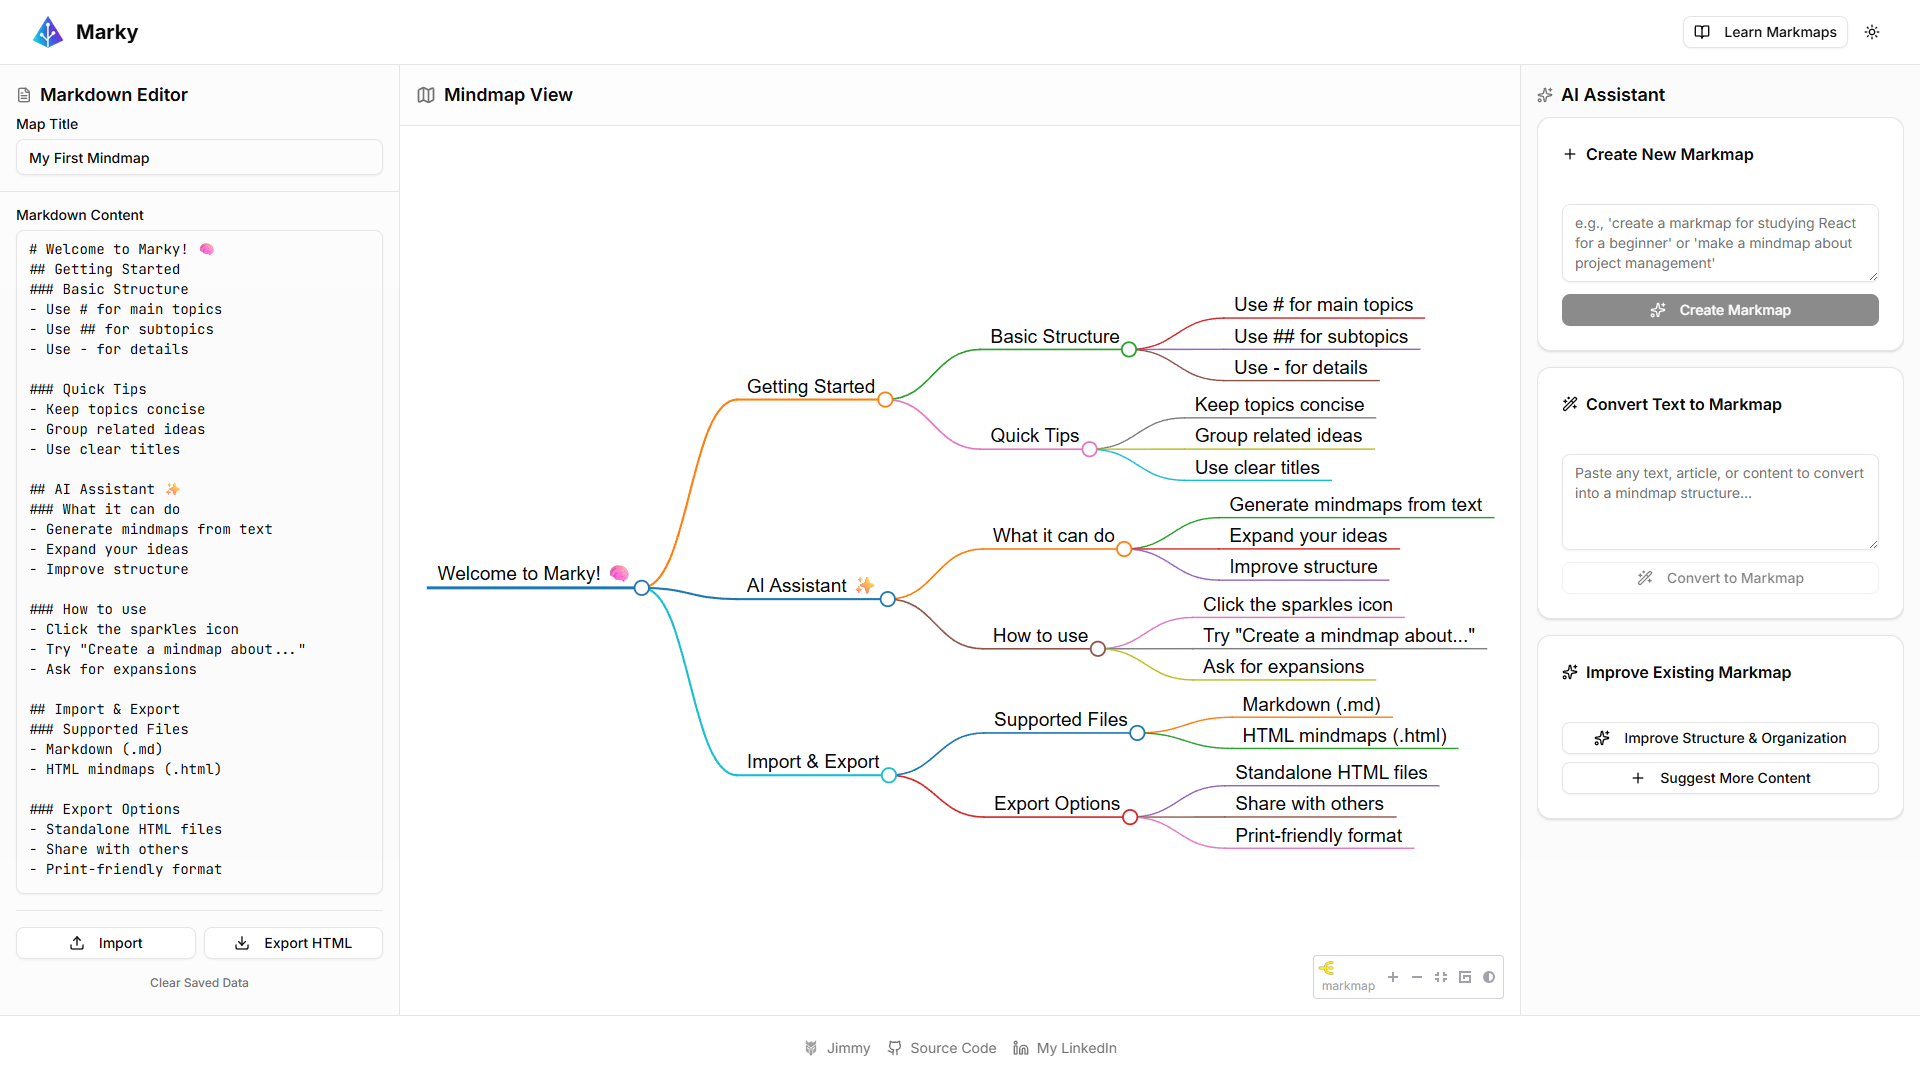 Marky
Learn Markmaps
Markdown Editor
Map Title
My First Mindmap
Markdown Content
# Welcome to Marky! 🧠
## Getting Started
### Basic Structure
- Use # for main topics
- Use ## for subtopics
- Use - for details
### Quick Tips
- Keep topics concise
- Group related ideas
- Use clear titles
## AI Assistant ✨
### What it can do
- Generate mindmaps from text
- Expand your ideas
- Improve structure
### How to use
- Click the sparkles icon
- Try "Create a mindmap about..."
- Ask for expansions
## Import & Export
### Supported Files
- Markdown (.md)
- HTML mindmaps (.html)
### Export Options
- Standalone HTML files
- Share with others
- Print-friendly format
Import
Export HTML
Clear Saved Data
Mindmap View
Welcome to Marky! 🧠
Getting Started
Basic Structure
Use # for main topics
Use ## for subtopics
Use - for details
Quick Tips
Keep topics concise
Group related ideas
Use clear titles
AI Assistant ✨
What it can do
Generate mindmaps from text
Expand your ideas
Improve structure
How to use
Click the sparkles icon
Try "Create a mindmap about..."
Ask for expansions
Import & Export
Supported Files
Markdown (.md)
HTML mindmaps (.html)
Export Options
Standalone HTML files
Share with others
Print-friendly format
markmap
AI Assistant
Create New Markmap
e.g., 'create a markmap for studying React
for a beginner' or 'make a mindmap about
project management'
Create Markmap
Convert Text to Markmap
Paste any text, article, or content to convert
into a mindmap structure...
Convert to Markmap
Improve Existing Markmap
Improve Structure & Organization
Suggest More Content
Jimmy
Source Code
My LinkedIn